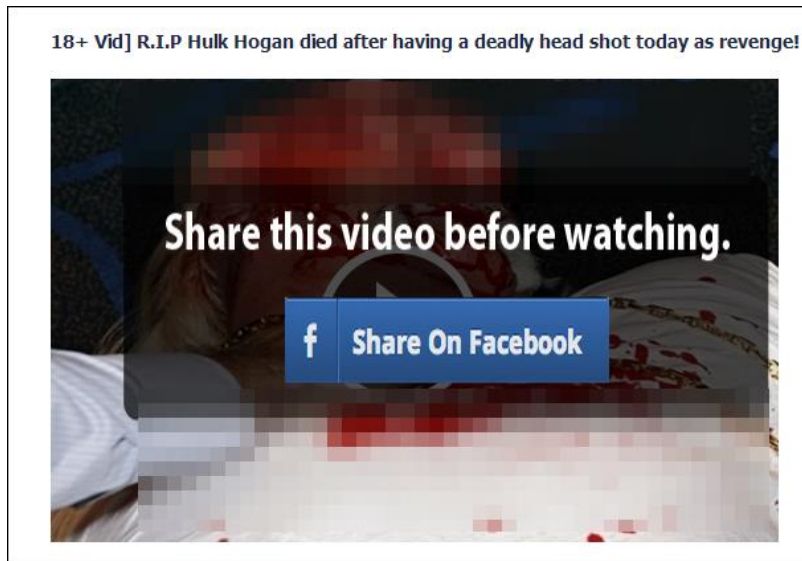 18+ Vid] R.I.P Hulk Hogan died after having a deadly head shot today as revenge!
Share this video before watching.
f Share On Facebook